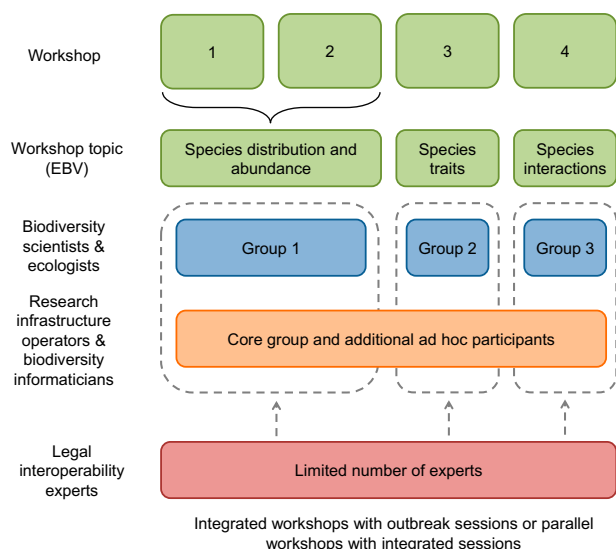 Workshop
1
2
3
4
Workshop topic
(EBV)
Species distribution and
abundance
Species
traits
Species
interactions
Biodiversity
scientists &
ecologists
Group 1
Group 2
Group 3
Research
infrastructure
operators &
biodiversity
informaticians
Core group and additional ad hoc participants
Legal
interoperability
experts
Limited number of experts
Integrated workshops with outbreak sessions or parallel
workshops with integrated sessions